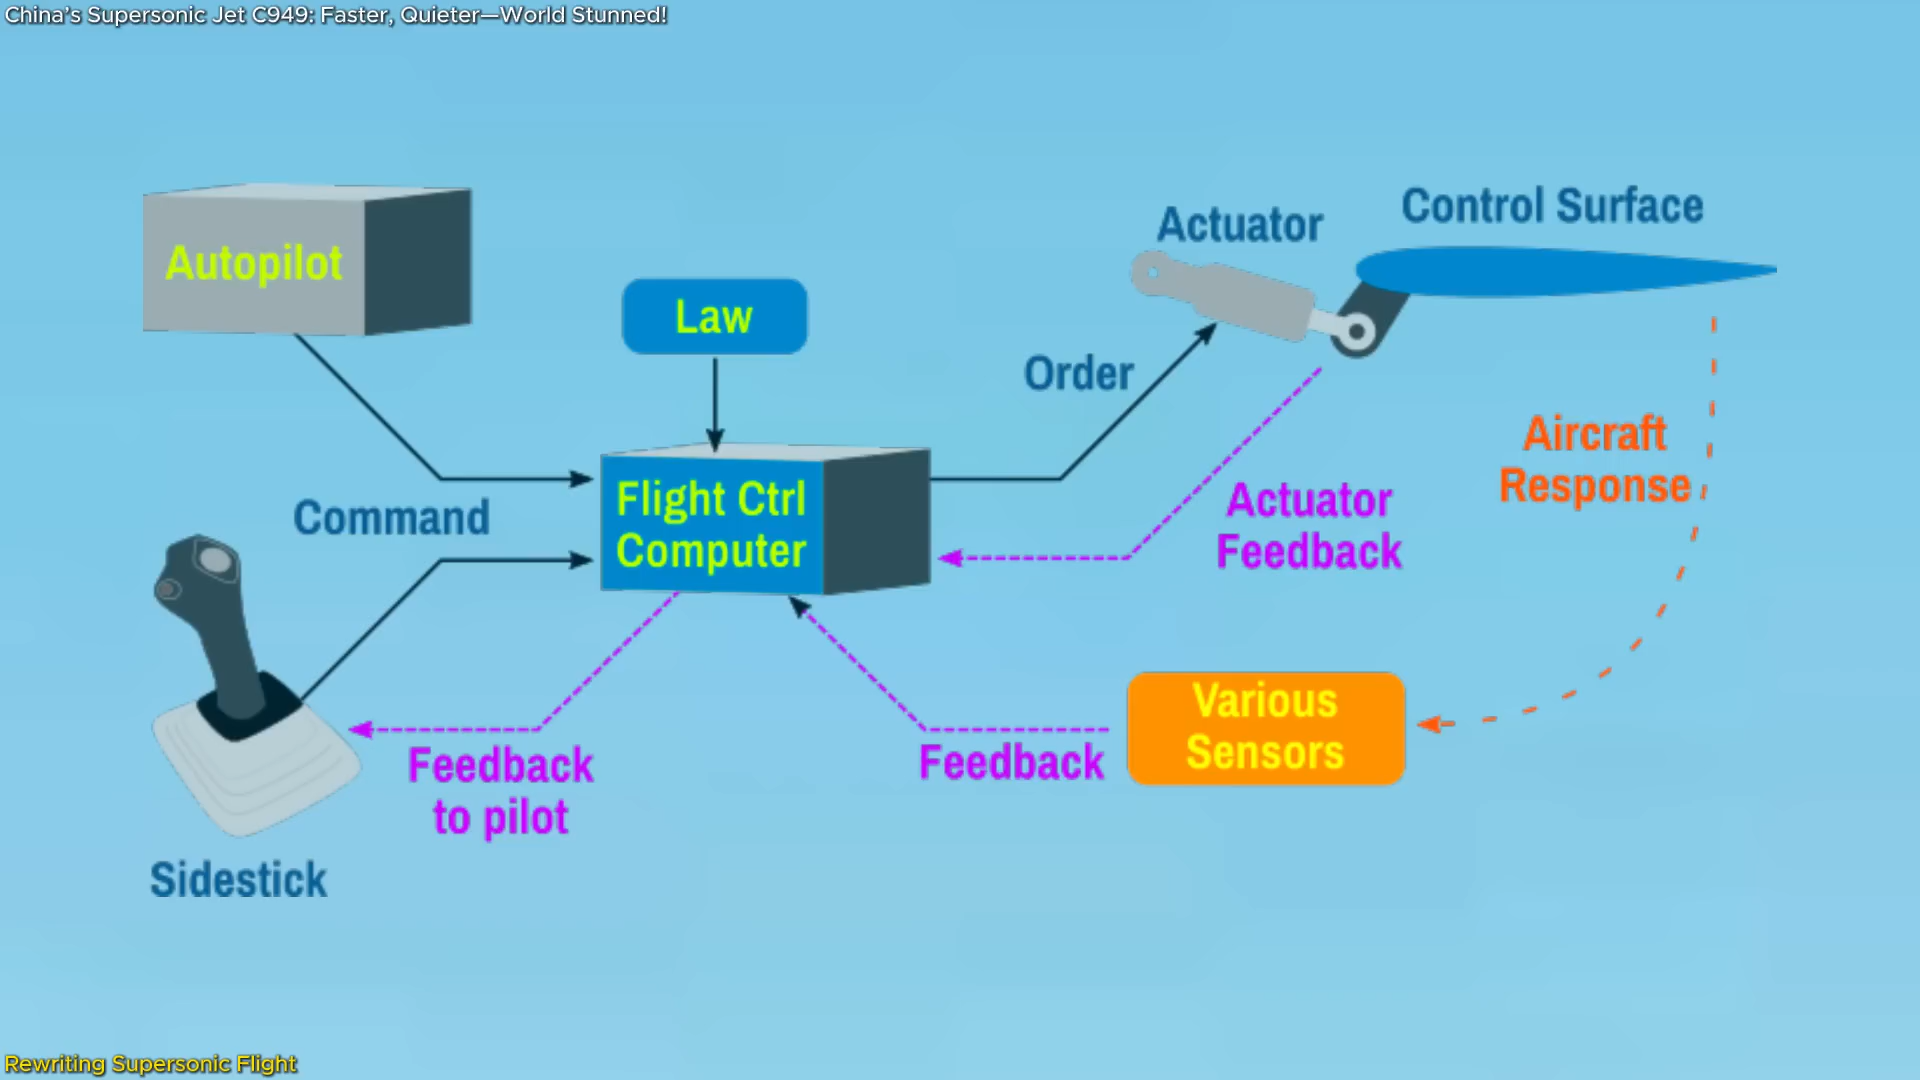 China's Supersonic Jet C949: Faster, Quieter—World Stunned!
Autopilot
Law
Actuator
Control Surface
Order
Command
Flight Ctrl
Computer
Actuator
Feedback
Aircraft
Response
Various
Sensors
Feedback
Feedback
to pilot
Sidestick
Rewriting Supersonic Flight